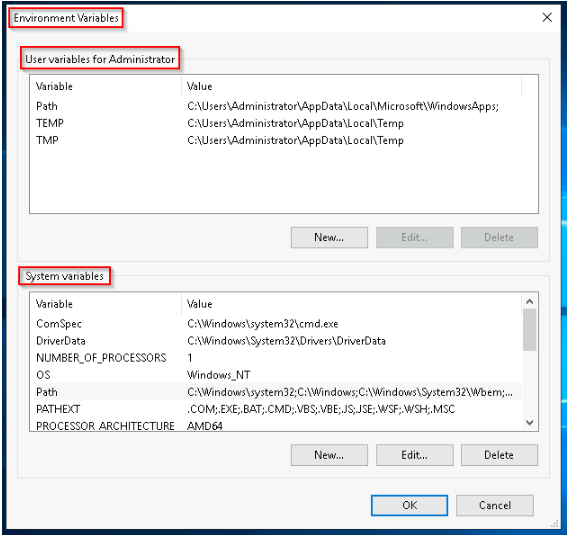 Environment Variables
User variables for Administrator
Variable Value
Path C:\Users\Administrator\AppData\Local\Microsoft\WindowsApps;
TEMP C:\Users\Administrator\AppData\Local\Temp
TMP C:\Users\Administrator\AppData\Local\Temp
New... Edit... Delete
System variables
Variable Value
ComSpec C:\Windows\system32\cmd.exe
DriverData C:\Windows\System32\Drivers\DriverData
NUMBER_OF_PROCESSORS 1
OS Windows_NT
Path C:\Windows\system32;C:\Windows;C:\Windows\System32\Wbem;...
PATHEXT .COM;.EXE;.BAT;.CMD;.VBS;.VBE;.JS;.JSE;.WSF;.WSH;.MSC
PROCESSOR_ARCHITECTURE AMD64
New... Edit... Delete
OK Cancel